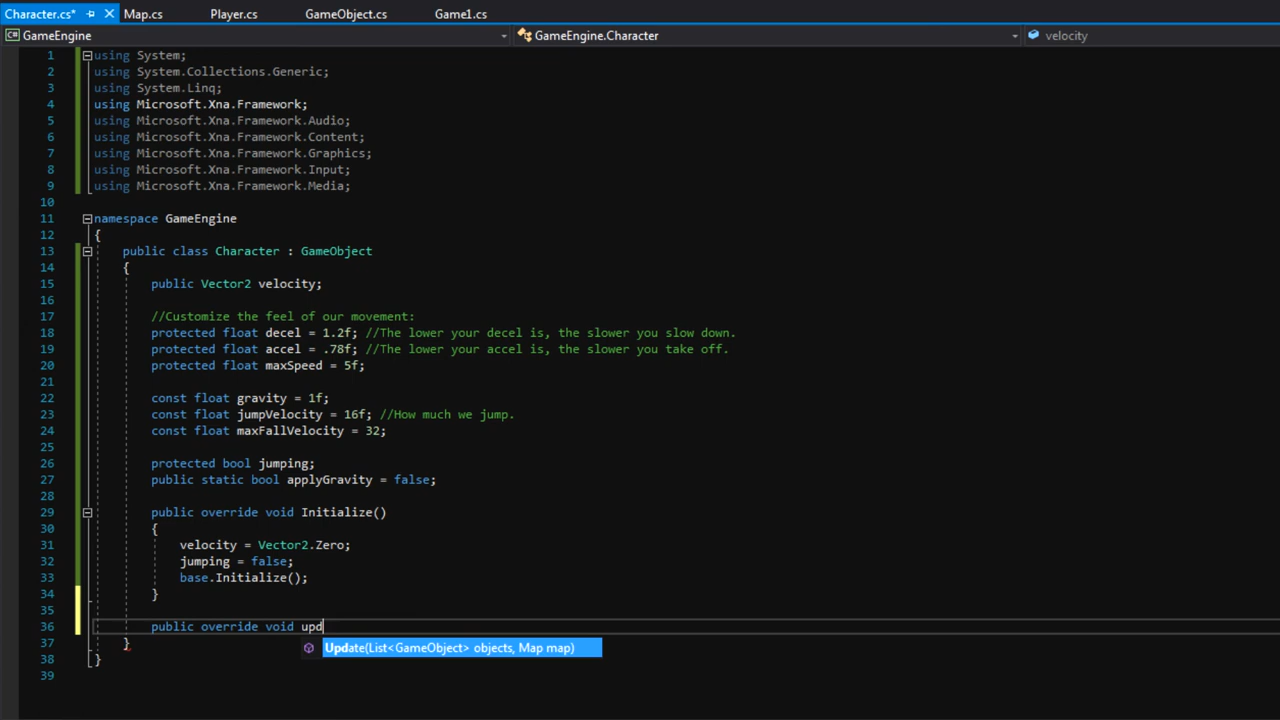 Character.cs* Map.cs Player.cs GameObject.cs Game1.cs
C# GameEngine GameEngine.Character velocity
1 using System;
2 using System.Collections.Generic;
3 using System.Linq;
4 using Microsoft.Xna.Framework;
5 using Microsoft.Xna.Framework.Audio;
6 using Microsoft.Xna.Framework.Content;
7 using Microsoft.Xna.Framework.Graphics;
8 using Microsoft.Xna.Framework.Input;
9 using Microsoft.Xna.Framework.Media;
10
11 namespace GameEngine
12 {
13 public class Character : GameObject
14 {
15 public Vector2 velocity;
16
17 //Customize the feel of our movement:
18 protected float decel = 1.2f; //The lower your decel is, the slower you slow down.
19 protected float accel = .78f; //The lower your accel is, the slower you take off.
20 protected float maxSpeed = 5f;
21
22 const float gravity = 1f;
23 const float jumpVelocity = 16f; //How much we jump.
24 const float maxFallVelocity = 32;
25
26 protected bool jumping;
27 public static bool applyGravity = false;
28
29 public override void Initialize()
30 {
31 velocity = Vector2.Zero;
32 jumping = false;
33 base.Initialize();
34 }
35
36 public override void upd
37 }
Update(List<GameObject> objects, Map map)
38 }
39